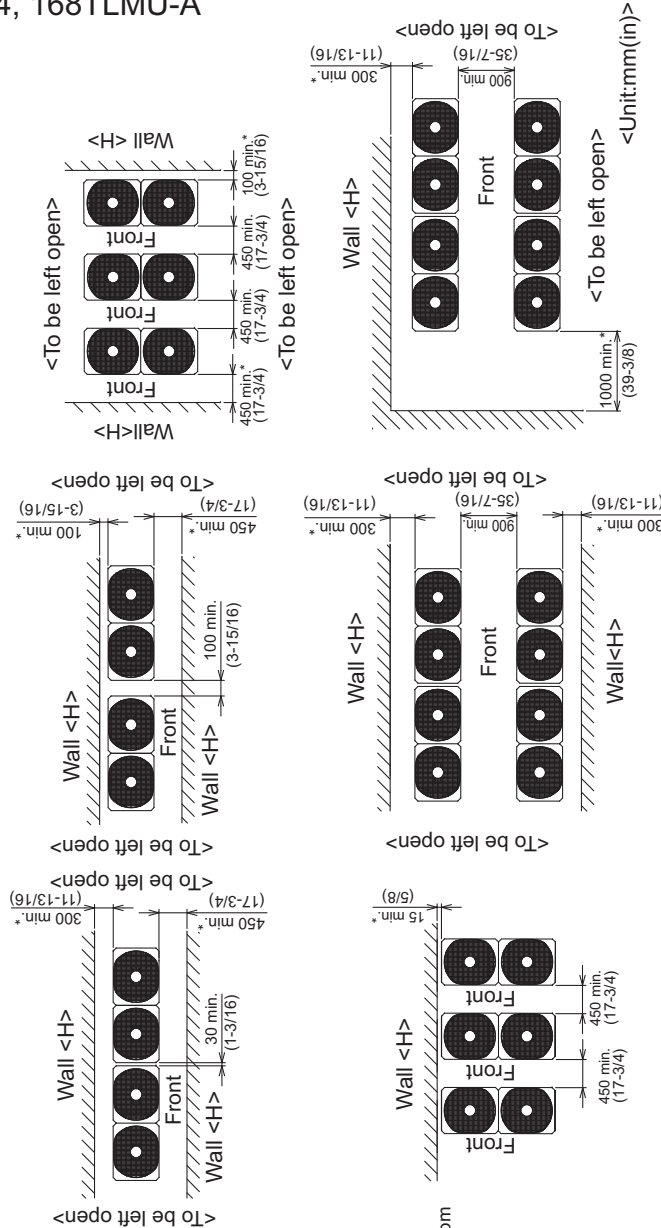 4, 168TLMU-A
Wall<H>
Wall <H>
<To be left open>
Front
Front
Front
450 min.*
(17-3/4)
450 min.
(17-3/4)
450 min.
(17-3/4)
100 min.*
(3-15/16)
<To be left open>
<To be left open>
300 min.*
(11-13/16)
900 min.
(35-7/16)
Wall <H>
Front
<To be left open>
1000 min.*
(39-3/8)
<Unit:mm(in)>
<To be left open>
<To be left open>
100 min.*
(3-15/16)
450 min.*
(17-3/4)
Wall <H>
100 min.
(3-15/16)
Front
Wall <H>
<To be left open>
<To be left open>
300 min.*
(11-13/16)
900 min.
(35-7/16)
300 min.*
(11-13/16)
Wall <H>
Front
Wall<H>
<To be left open>
<To be left open>
<To be left open>
300 min.*
(11-13/16)
450 min.*
(17-3/4)
Wall <H>
30 min.
(1-3/16)
Front
Wall <H>
15 min.*
(5/8)
Wall <H>
Front
Front
Front
450 min.
(17-3/4)
450 min.
(17-3/4)
om